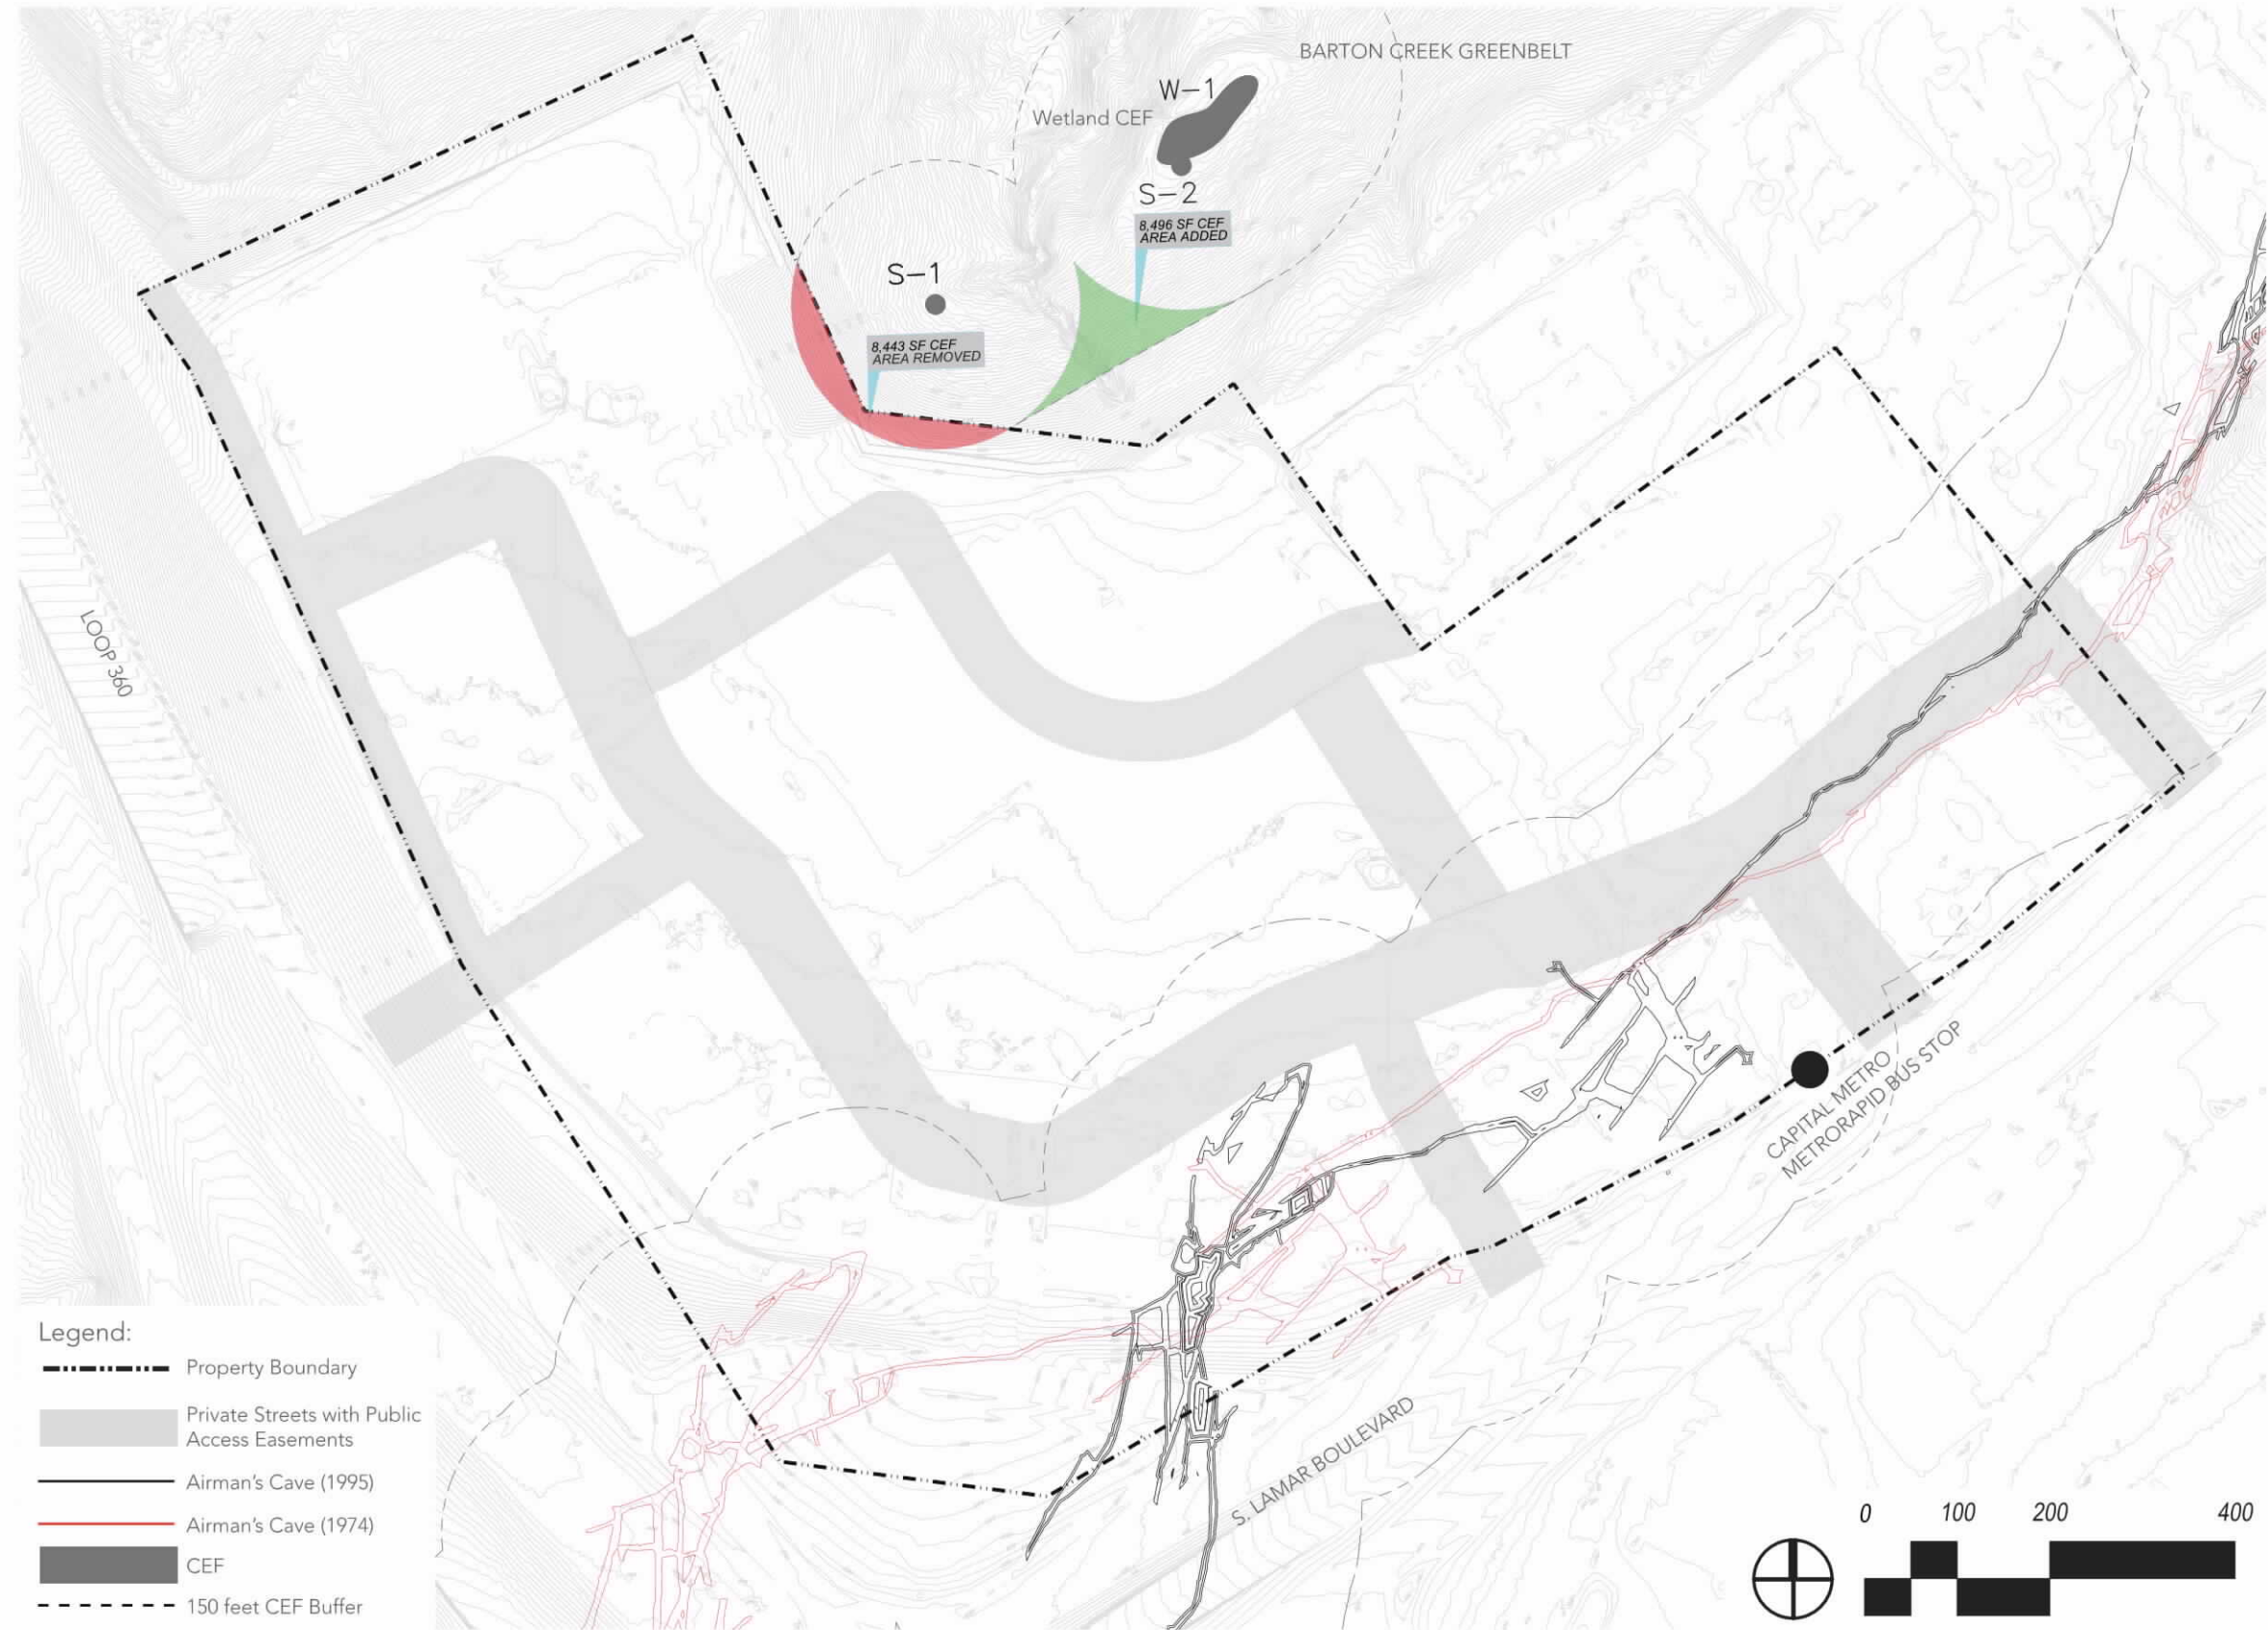 BARTON CREEK GREENBELT
W-1
Wetland CEF
S-2
8,496 SF CEF
AREA ADDED
S-1
8,443 SF CEF
AREA REMOVED
LOOP 360
CAPITAL METRO
METRORAPID BUS STOP
S. LAMAR BOULEVARD
Legend:
Property Boundary
Private Streets with Public
Access Easements
Airman's Cave (1995)
Airman's Cave (1974)
CEF
150 feet CEF Buffer
0 100 200 400